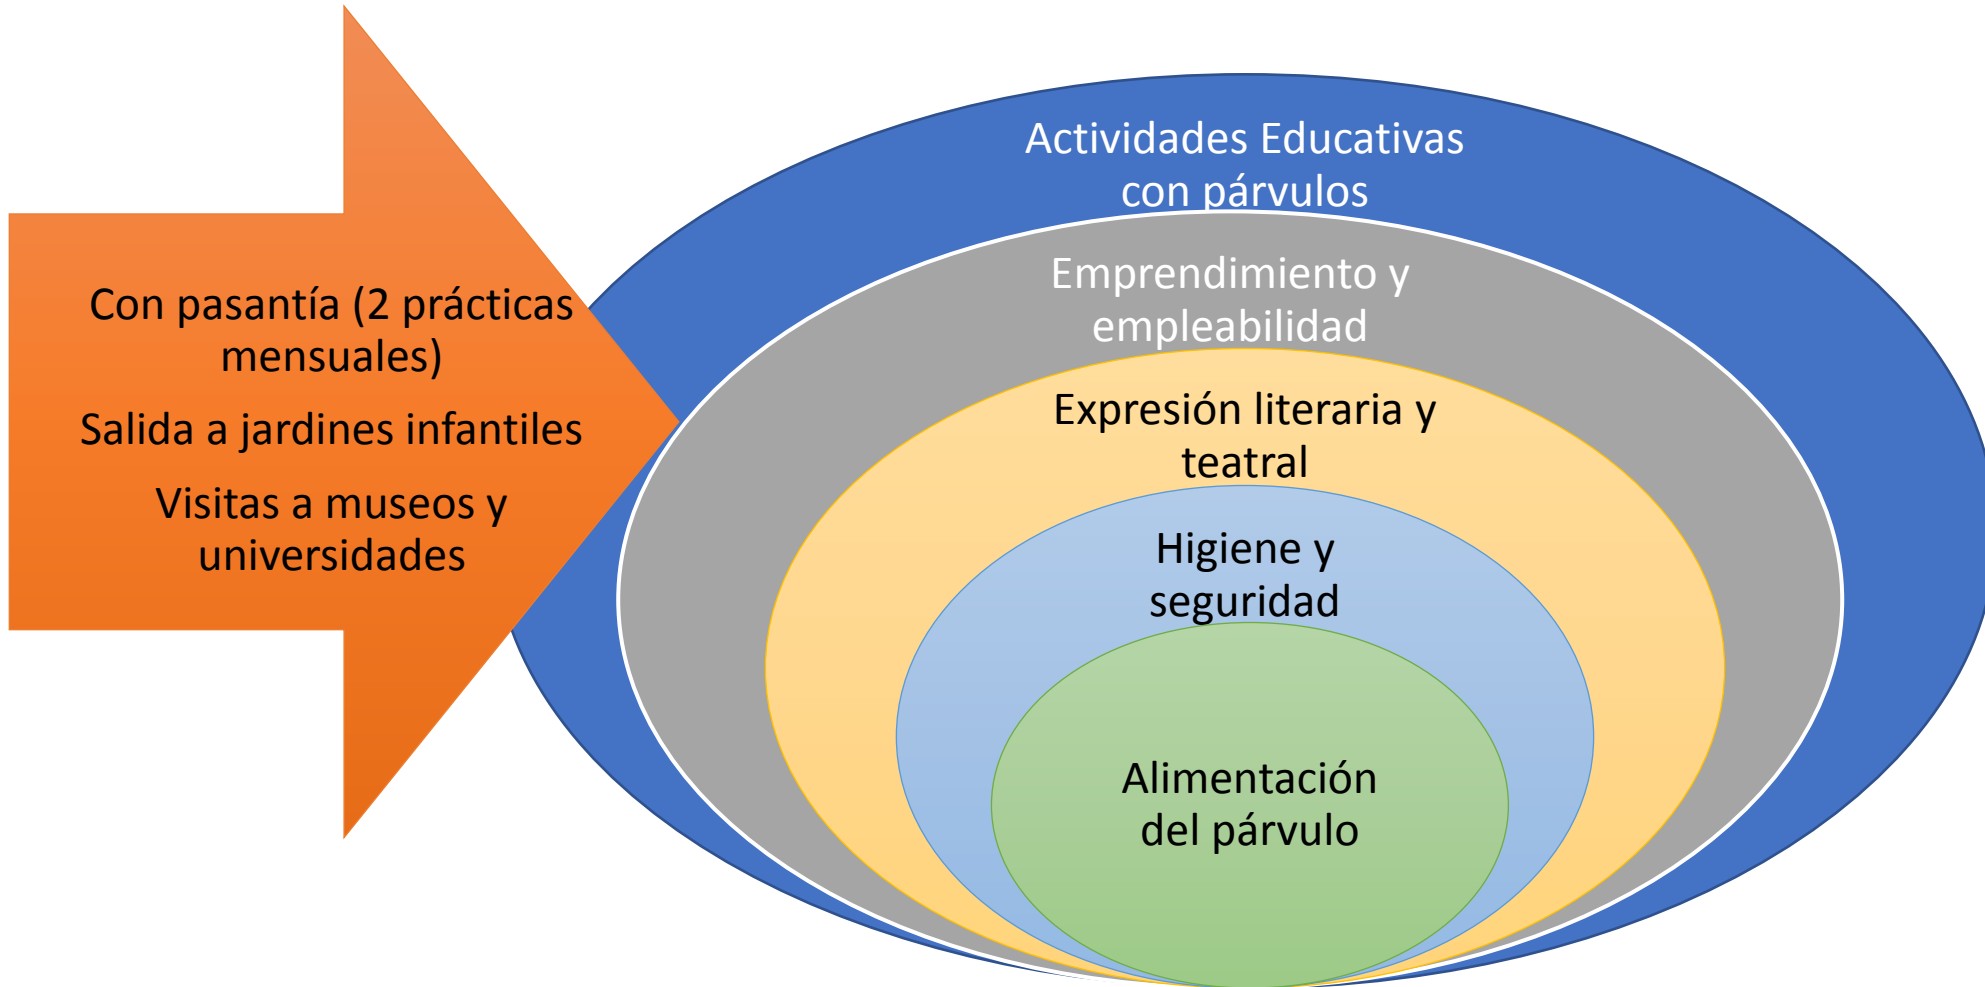 Con pasantía (2 prácticas
mensuales)
Salida a jardines infantiles
Visitas a museos y
universidades
Actividades Educativas
con párvulos
Emprendimiento y
empleabilidad
Expresión literaria y
teatral
Higiene y
seguridad
Alimentación
del párvulo